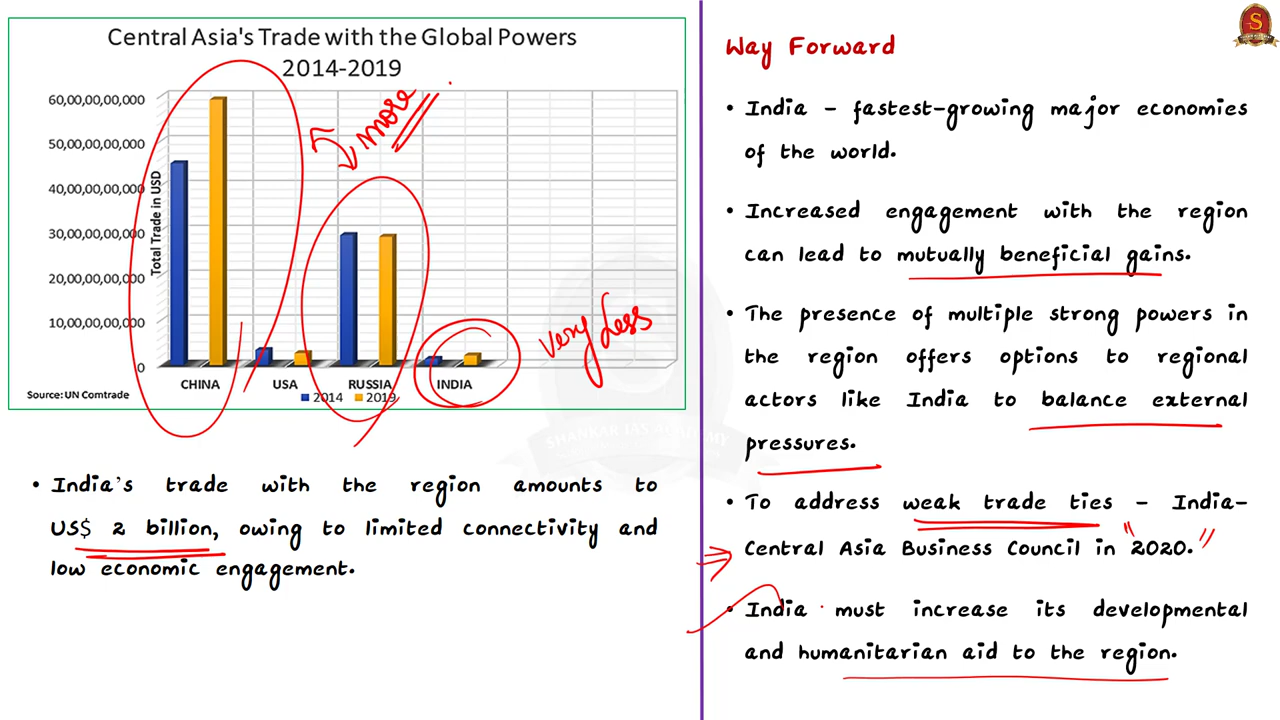 Central Asia's Trade with the Global Powers
2014-2019
60,00,00,00,000
50,00,00,00,000
40,00,00,00,000
30,00,00,00,000
20,00,00,00,000
10,00,00,00,000
0
Total Trade in USD
CHINA USA RUSSIA INDIA
2014 2019
Source: UN Comtrade
more
very Less
• India's trade with the region amounts to
US$ 2 billion, owing to limited connectivity and
low economic engagement.
Way Forward
• India – fastest-growing major economies
of the world.
• Increased engagement with the region
can lead to mutually beneficial gains.
• The presence of multiple strong powers in
the region offers options to regional
actors like India to balance external
pressures.
• To address weak trade ties – India-
Central Asia Business Council in "2020."
• India must increase its developmental
and humanitarian aid to the region.
S
SHANKAR IAS ACADEMY